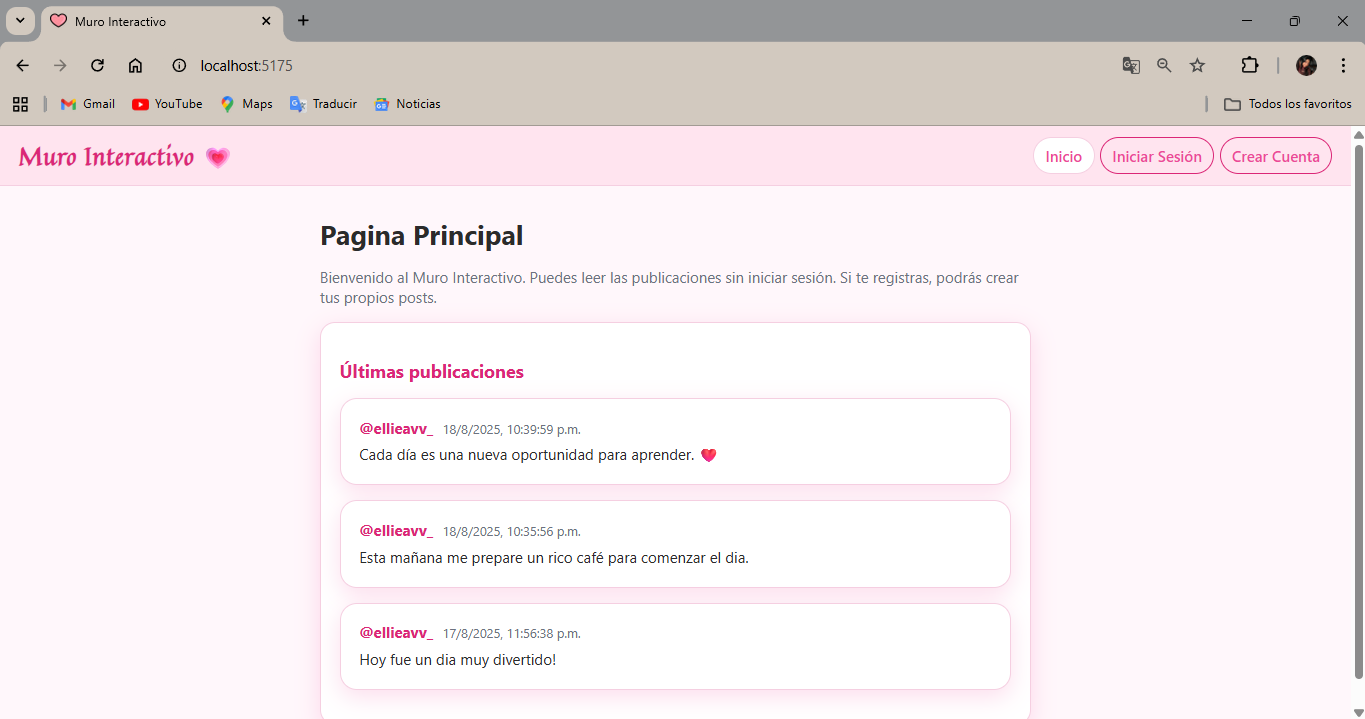 Muro Interactivo
localhost:5175
Gmail YouTube Maps Traducir Noticias Todos los favoritos
Muro Interactivo 💗 Inicio Iniciar Sesión Crear Cuenta
Pagina Principal
Bienvenido al Muro Interactivo. Puedes leer las publicaciones sin iniciar sesión. Si te registras, podrás crear
tus propios posts.
Últimas publicaciones
@ellieavv_ 18/8/2025, 10:39:59 p.m.
Cada día es una nueva oportunidad para aprender. 💖
@ellieavv_ 18/8/2025, 10:35:56 p.m.
Esta mañana me prepare un rico café para comenzar el dia.
@ellieavv_ 17/8/2025, 11:56:38 p.m.
Hoy fue un dia muy divertido!